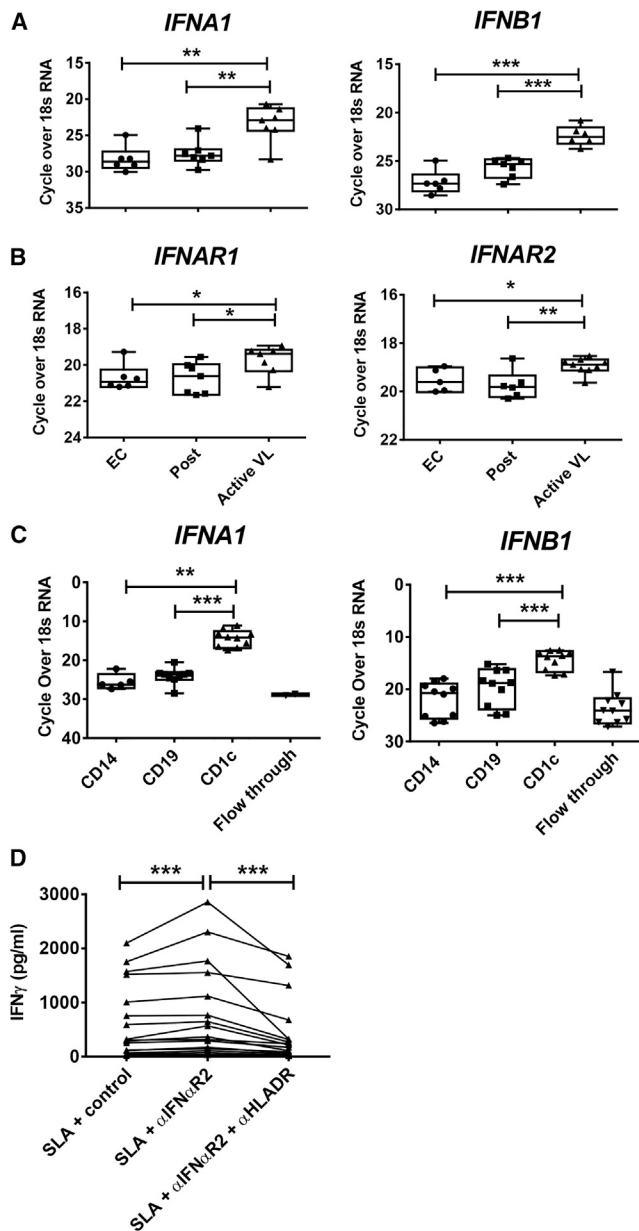 A
IFNA1
IFNB1
Cycle over 18s RNA
15
20
25
30
35
**
**
Cycle over 18s RNA
20
25
30
***
***
B
IFNAR1
IFNAR2
Cycle over 18s RNA
16
18
20
22
24
*
*
EC
Post
Active VL
Cycle over 18s RNA
16
18
20
22
*
**
EC
Post
Active VL
C
IFNA1
IFNB1
Cycle Over 18s RNA
0
10
20
30
40
**
***
CD14
CD19
CD1c
Flow through
Cycle Over 18s RNA
0
10
20
30
***
***
CD14
CD19
CD1c
Flow through
D
IFNγ (pg/ml)
3000
2000
1000
0
***
***
SLA + control
SLA + αIFNαR2
SLA + αIFNαR2 + αHLADR